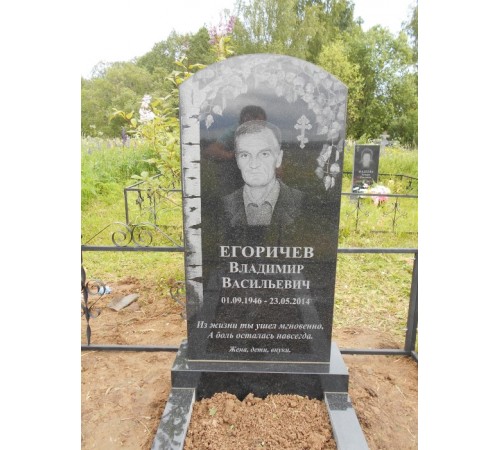 ЕГОРИЧЕВ
ВЛАДИМИР
ВАСИЛЬЕВИЧ
01.09.1946 - 23.05.2014
Из жизни ты ушел мгновенно,
А боль осталась навсегда.
Жена, дети, внуки.